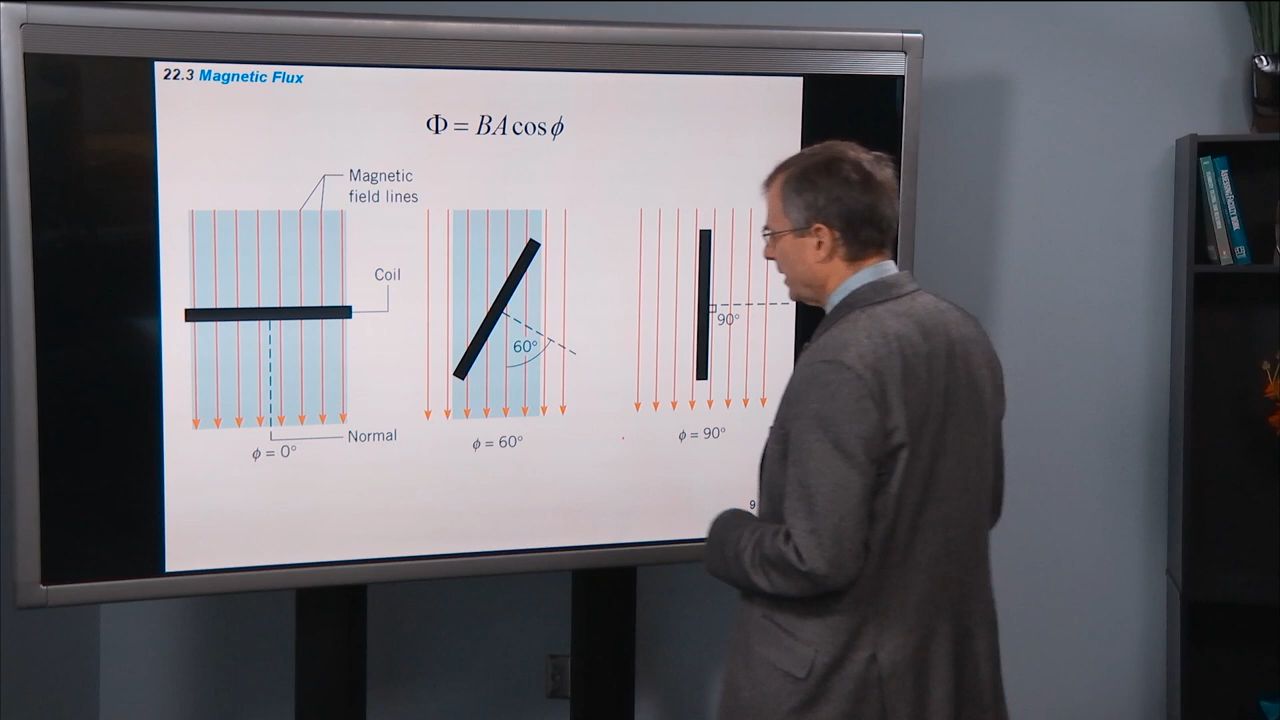 22.3 Magnetic Flux
Φ = BA cos ϕ
Magnetic
field lines
Coil
60°
90°
Normal
ϕ = 0°
ϕ = 60°
ϕ = 90°
9